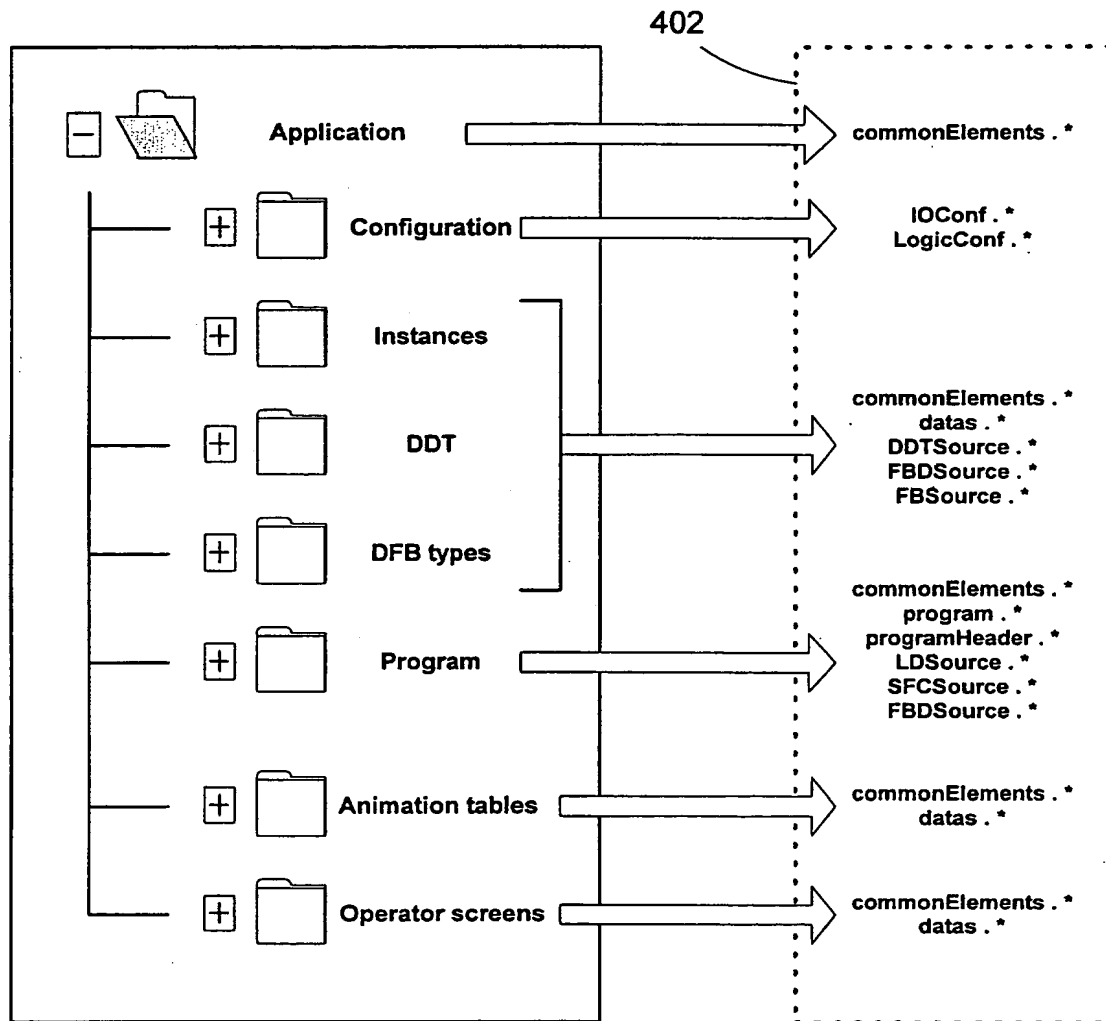 402
Application
commonElements . *
Configuration
IOConf . *
LogicConf . *
Instances
DDT
DFB types
commonElements . *
datas . *
DDTSource . *
FBDSource . *
FBSource . *
Program
commonElements . *
program . *
programHeader . *
LDSource . *
SFCSource . *
FBDSource . *
Animation tables
commonElements . *
datas . *
Operator screens
commonElements . *
datas . *